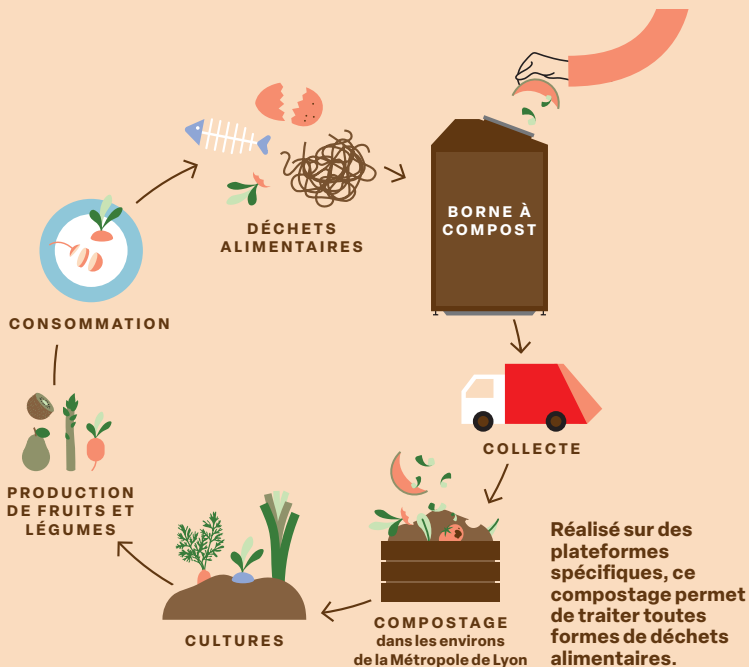 BORNE À
COMPOST
DÉCHETS
ALIMENTAIRES
CONSOMMATION
COLLECTE
PRODUCTION
DE FRUITS ET
LÉGUMES
Réalisé sur des
plateformes
spécifiques, ce
compostage permet
de traiter toutes
formes de déchets
alimentaires.
COMPOSTAGE
dans les environs
de la Métropole de Lyon
CULTURES